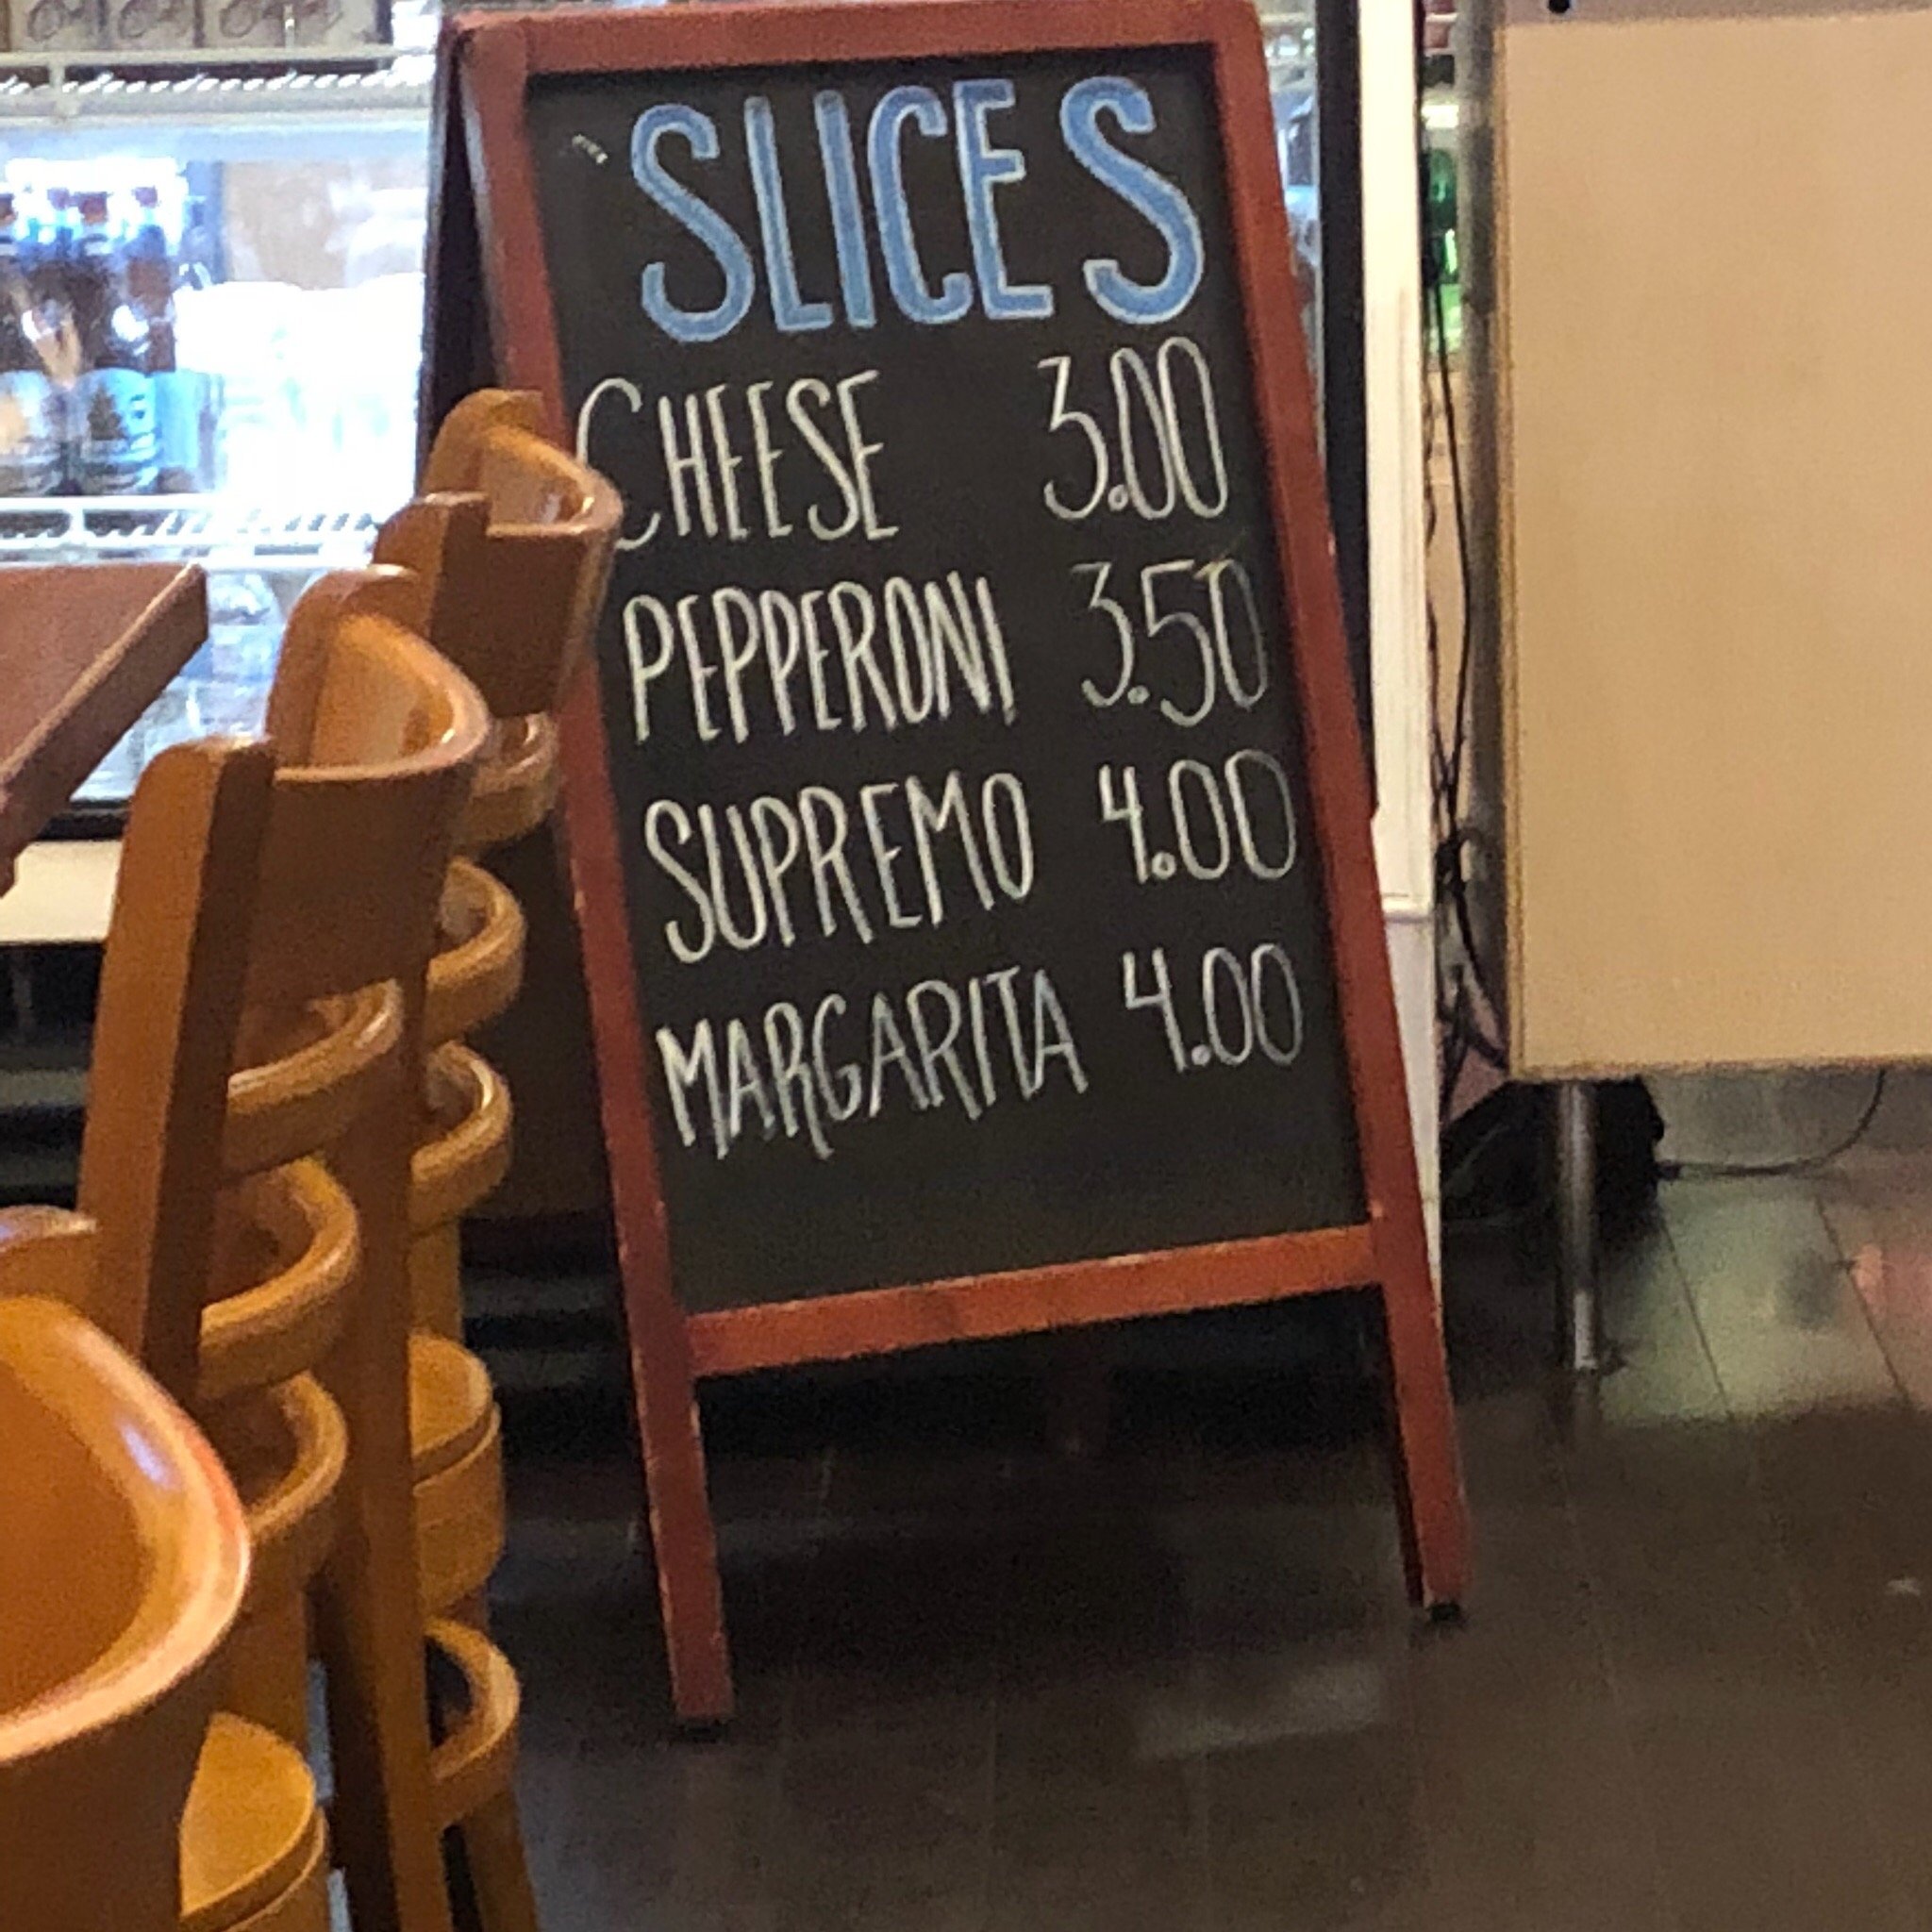 SLICES
CHEESE 3.00
PEPPERONI 3.50
SUPREMO 4.00
MARGARITA 4.00